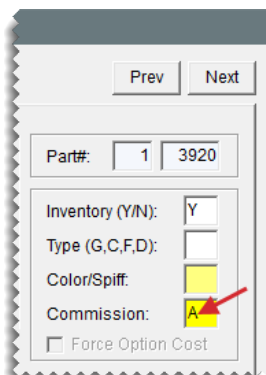 Prev Next
Part#: 1 3920
Inventory (Y/N): Y
Type (G,C,F,D):
Color/Spiff:
Commission: A
Force Option Cost